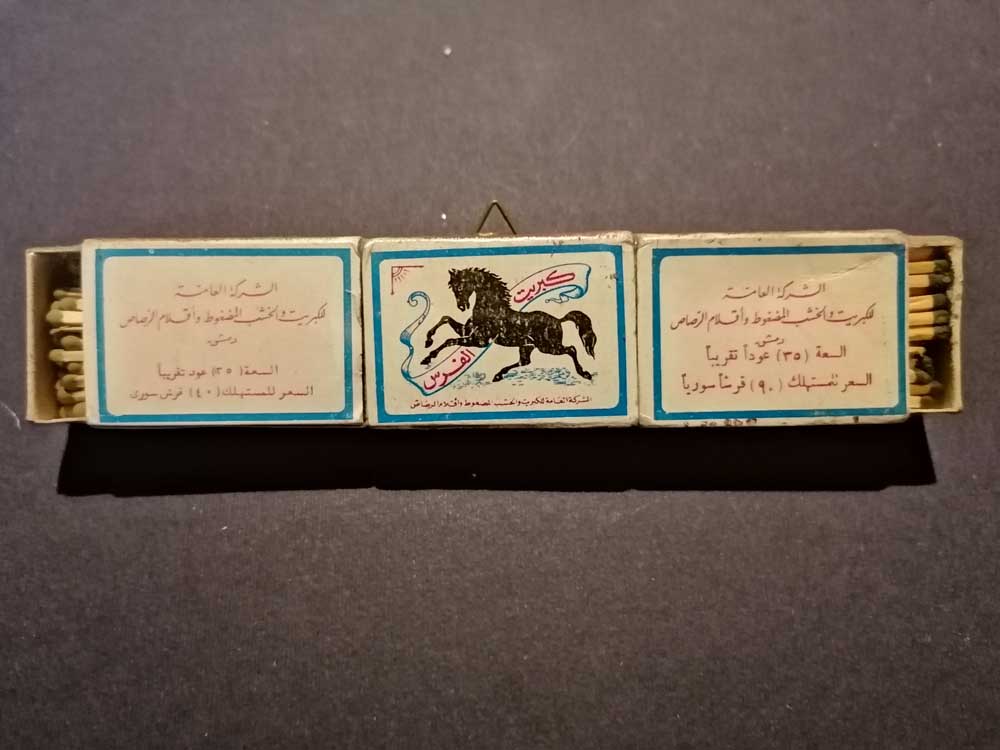 الشركة العامة
للكبريت والخشب المضغوط وأقلام الرصاص
دمشق
السعة (٣٥) عود تقريباً
السعر للمستهلك (٤٠) قرش سوري
كبريت
الفرس
الشركة العامة للكبريت والخشب المضغوط وأقلام الرصاص
الشركة العامة
للكبريت والخشب المضغوط وأقلام الرصاص
دمشق
السعة (٣٥) عوداً تقريباً
السعر للمستهلك (٩٠) قرشاً سورياً